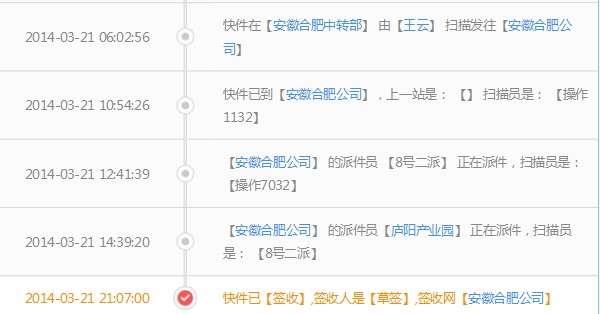 2014-03-21 06:02:56
快件在【安徽合肥中转部】 由【王云】 扫描发往【安徽合肥公
司】
2014-03-21 10:54:26
快件已到【安徽合肥公司】，上一站是： 【】 扫描员是： 【操作
1132】
2014-03-21 12:41:39
【安徽合肥公司】 的派件员 【8号二派】 正在派件，扫描员是：
【操作7032】
2014-03-21 14:39:20
【安徽合肥公司】 的派件员【庐阳产业园】 正在派件，扫描员
是： 【8号二派】
2014-03-21 21:07:00
快件已【签收】,签收人是【草签】,签收网【安徽合肥公司】